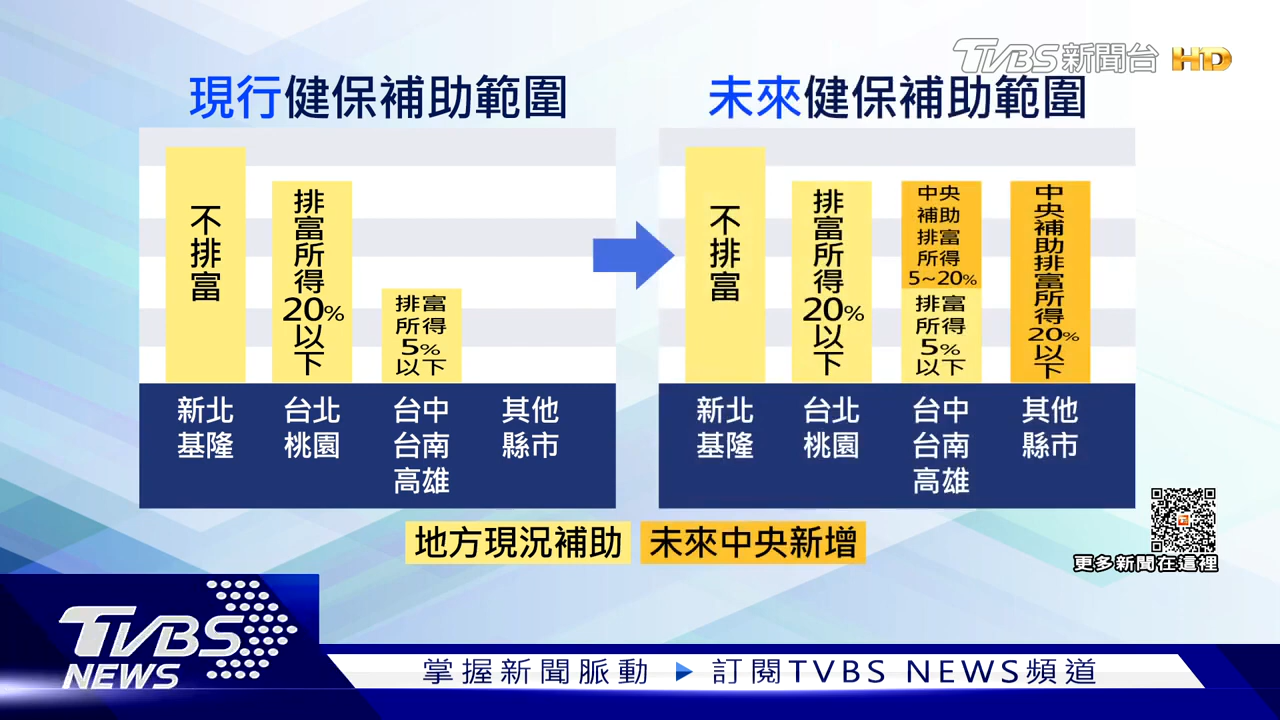 TVBS新聞台 HD
現行健保補助範圍
不排富
排富所得20%以下
排富
所得
5%
以下
新北
基隆
台北
桃園
台中
台南
高雄
其他
縣市
未來健保補助範圍
不排富
排富所得20%以下
中央
補助
排富
所得
5~20%
排富
所得
5%
以下
中央補助排富所得20%以下
新北
基隆
台北
桃園
台中
台南
高雄
其他
縣市
地方現況補助
未來中央新增
更多新聞在這裡
TVBS
NEWS
掌握新聞脈動 ▶ 訂閱TVBS NEWS頻道